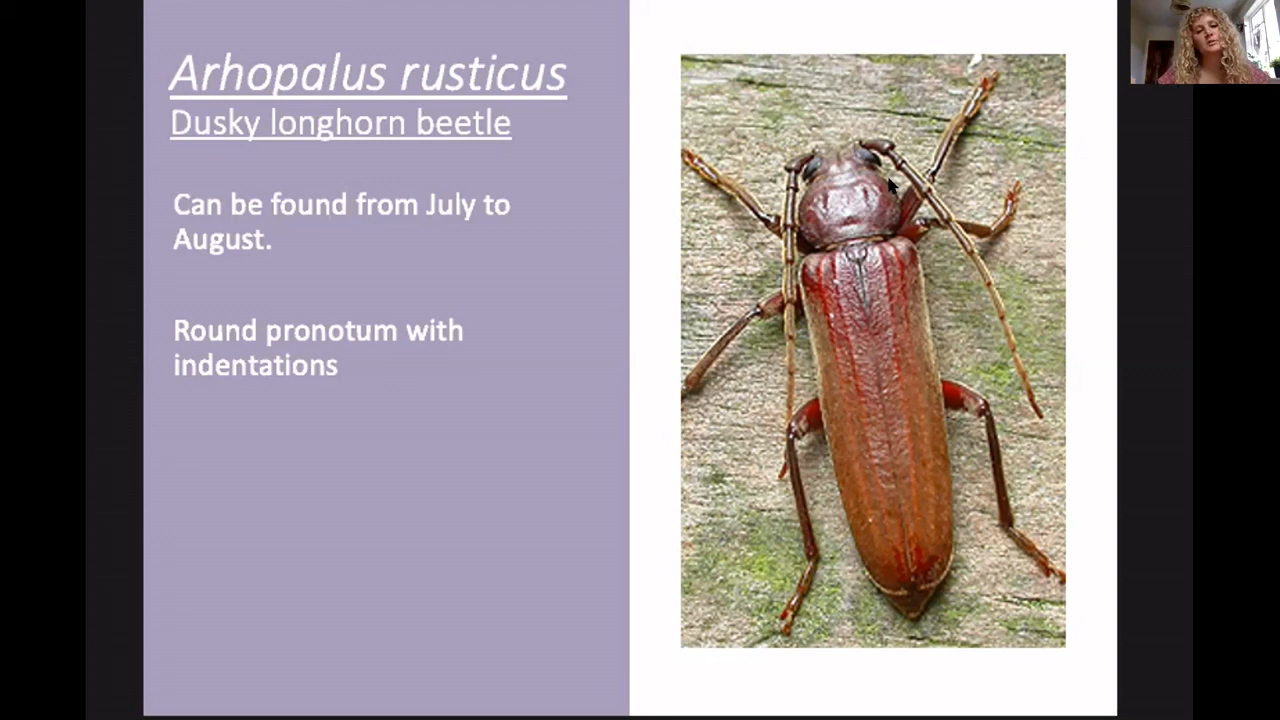 Arhopalus rusticus
Dusky longhorn beetle
Can be found from July to
August.
Round pronotum with
indentations